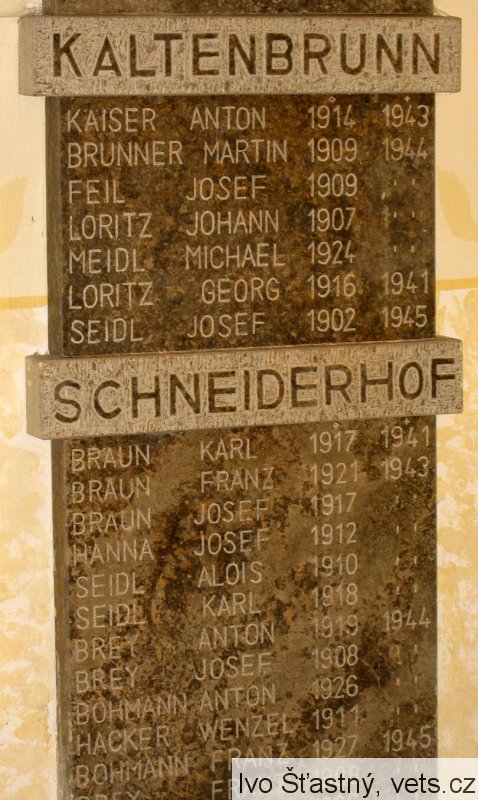 KALTENBRUNN
KAISER ANTON 1914 1943
BRUNNER MARTIN 1909 1944
FEIL JOSEF 1909 " "
LORITZ JOHANN 1907 " "
MEIDL MICHAEL 1924 " "
LORITZ GEORG 1916 1941
SEIDL JOSEF 1902 1945
SCHNEIDERHOF
BRAUN KARL 1917 1941
BRAUN FRANZ 1921 1943
BRAUN JOSEF 1917 " "
HANNA JOSEF 1912 " "
SEIDL ALOIS 1910 " "
SEIDL KARL 1918 " "
BREY ANTON 1919 1944
BREY JOSEF 1908 " "
BOHMANN ANTON 1926 " "
HACKER WENZEL 1911 " "
BOHMANN FRANZ 1927 1945
Ivo Šťastný, vets.cz